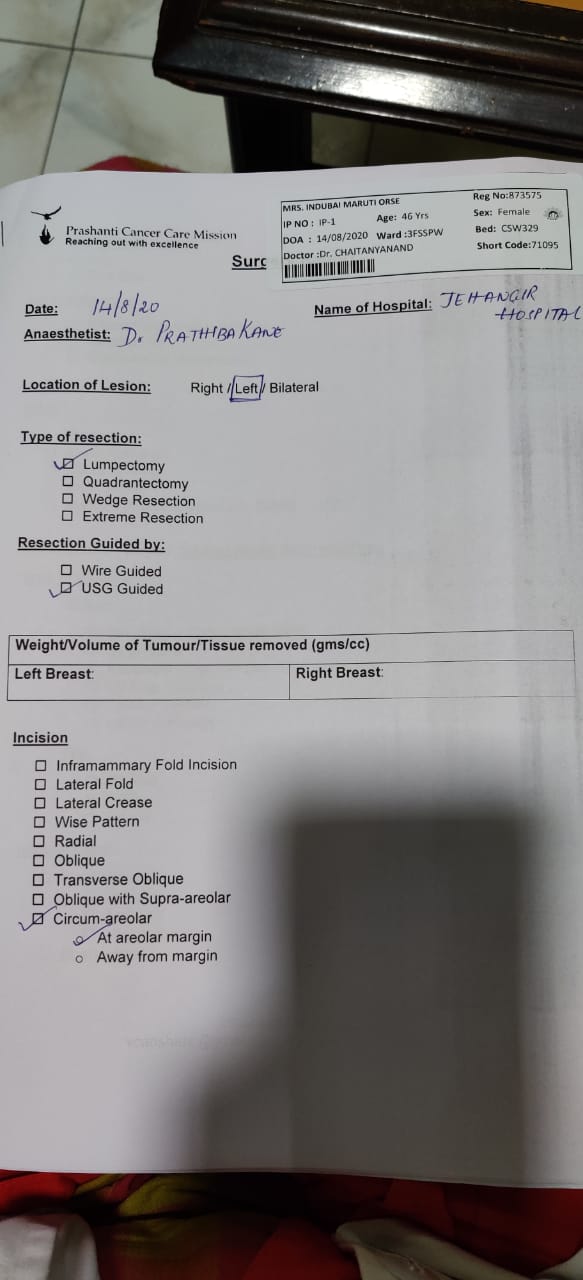 Prashanti Cancer Care Mission
Reaching out with excellence
MRS. INDUBAI MARUTI ORSE
Reg No:873575
IP NO : IP-1 Age: 46 Yrs Sex: Female
DOA : 14/08/2020 Ward :3FSSPW Bed: CSW329
Doctor :Dr. CHAITANYANAND Short Code:71095
Surg
Date: 14/8/20
Name of Hospital: JEHANGIR HOSPITAL
Anaesthetist: Dr PRATHIBA KANE
Location of Lesion: Right / Left / Bilateral
Type of resection:
Lumpectomy
Quadrantectomy
Wedge Resection
Extreme Resection
Resection Guided by:
Wire Guided
USG Guided
Weight/Volume of Tumour/Tissue removed (gms/cc)
Left Breast: Right Breast:
Incision
Inframammary Fold Incision
Lateral Fold
Lateral Crease
Wise Pattern
Radial
Oblique
Transverse Oblique
Oblique with Supra-areolar
Circum-areolar
At areolar margin
Away from margin